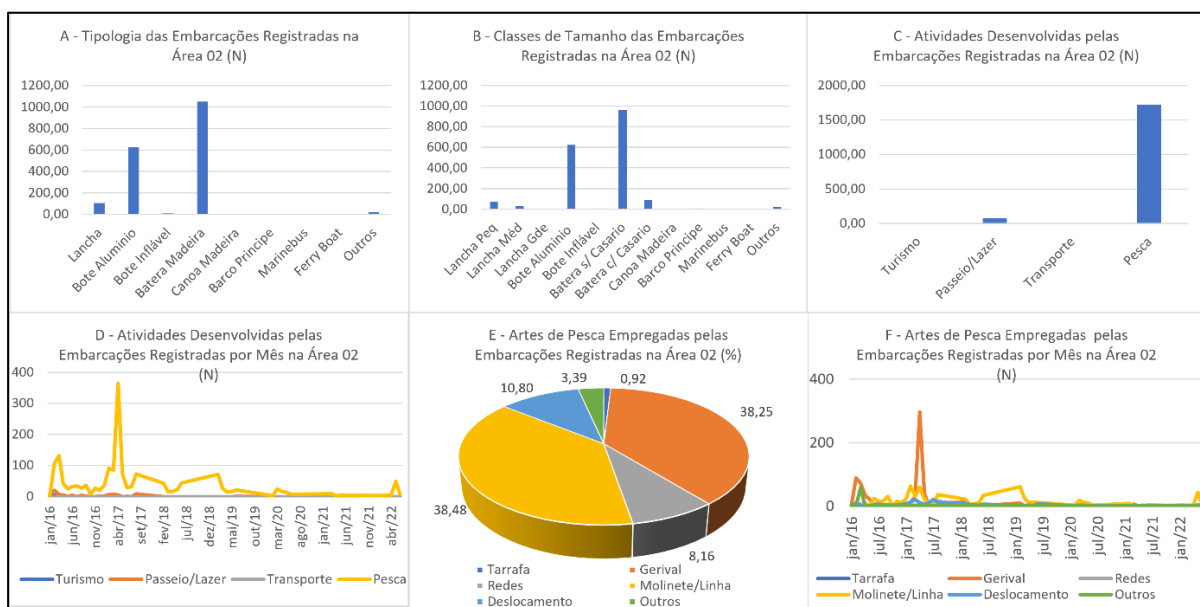 A - Tipologia das Embarcações Registradas na
Área 02 (N)
1200,00
1000,00
800,00
600,00
400,00
200,00
0,00
Lancha
Bote Alumínio
Bote Inflável
Batera Madeira
Canoa Madeira
Barco Principe
Marinebus
Ferry Boat
Outros
B - Classes de Tamanho das Embarcações
Registradas na Área 02 (N)
1200,00
1000,00
800,00
600,00
400,00
200,00
0,00
Lancha Peq
Lancha Méd
Lancha Gde
Bote Alumínio
Bote Inflável
Batera s/ Casario
Batera c/ Casario
Canoa Madeira
Barco Principe
Marinebus
Ferry Boat
Outros
C - Atividades Desenvolvidas pelas
Embarcações Registradas na Área 02 (N)
2000,00
1500,00
1000,00
500,00
0,00
Turismo
Passeio/Lazer
Transporte
Pesca
D - Atividades Desenvolvidas pelas
Embarcações Registradas por Mês na Área 02
(N)
400
300
200
100
0
jan/16
jun/16
nov/16
abr/17
set/17
fev/18
jul/18
dez/18
mai/19
out/19
mar/20
ago/20
jan/21
jun/21
nov/21
abr/22
Turismo
Passeio/Lazer
Transporte
Pesca
E - Artes de Pesca Empregadas pelas
Embarcações Registradas na Área 02 (%)
0,92
38,25
8,16
38,48
10,80
3,39
Tarrafa
Gerival
Redes
Molinete/Linha
Deslocamento
Outros
F - Artes de Pesca Empregadas pelas
Embarcações Registradas por Mês na Área 02
(N)
400
200
0
jan/16
jul/16
jan/17
jul/17
jan/18
jul/18
jan/19
jul/19
jan/20
jul/20
jan/21
jul/21
jan/22
Tarrafa
Gerival
Redes
Molinete/Linha
Deslocamento
Outros